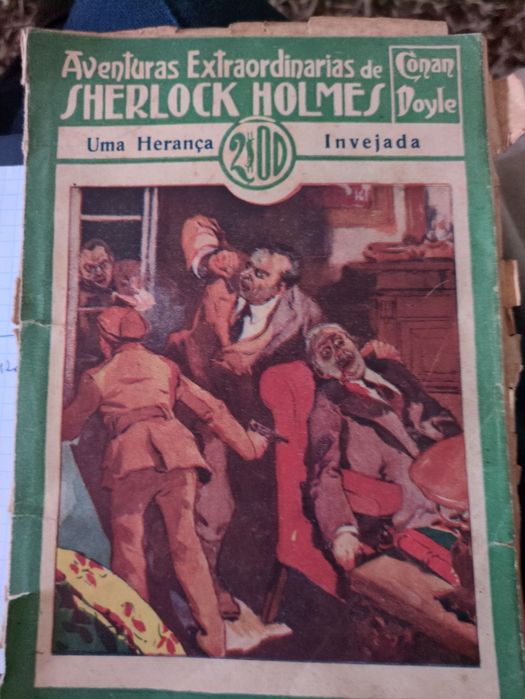 Aventuras Extraordinarias de
SHERLOCK HOLMES
Conan
Doyle
Uma Herança
2$00
Invejada